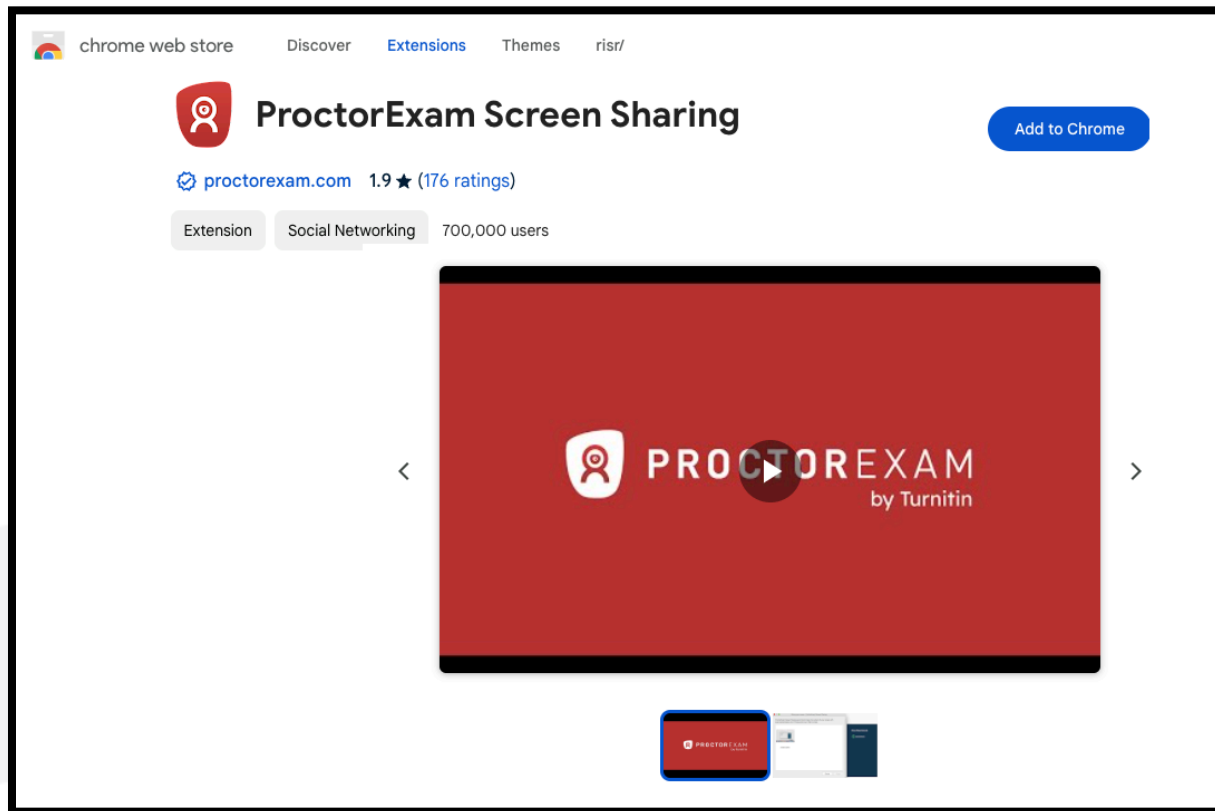 chrome web store Discover Extensions Themes risr/
ProctorExam Screen Sharing
Add to Chrome
proctorexam.com 1.9 ★ (176 ratings)
Extension Social Networking 700,000 users
PROCTOREXAM
by Turnitin
PROCTOREXAM